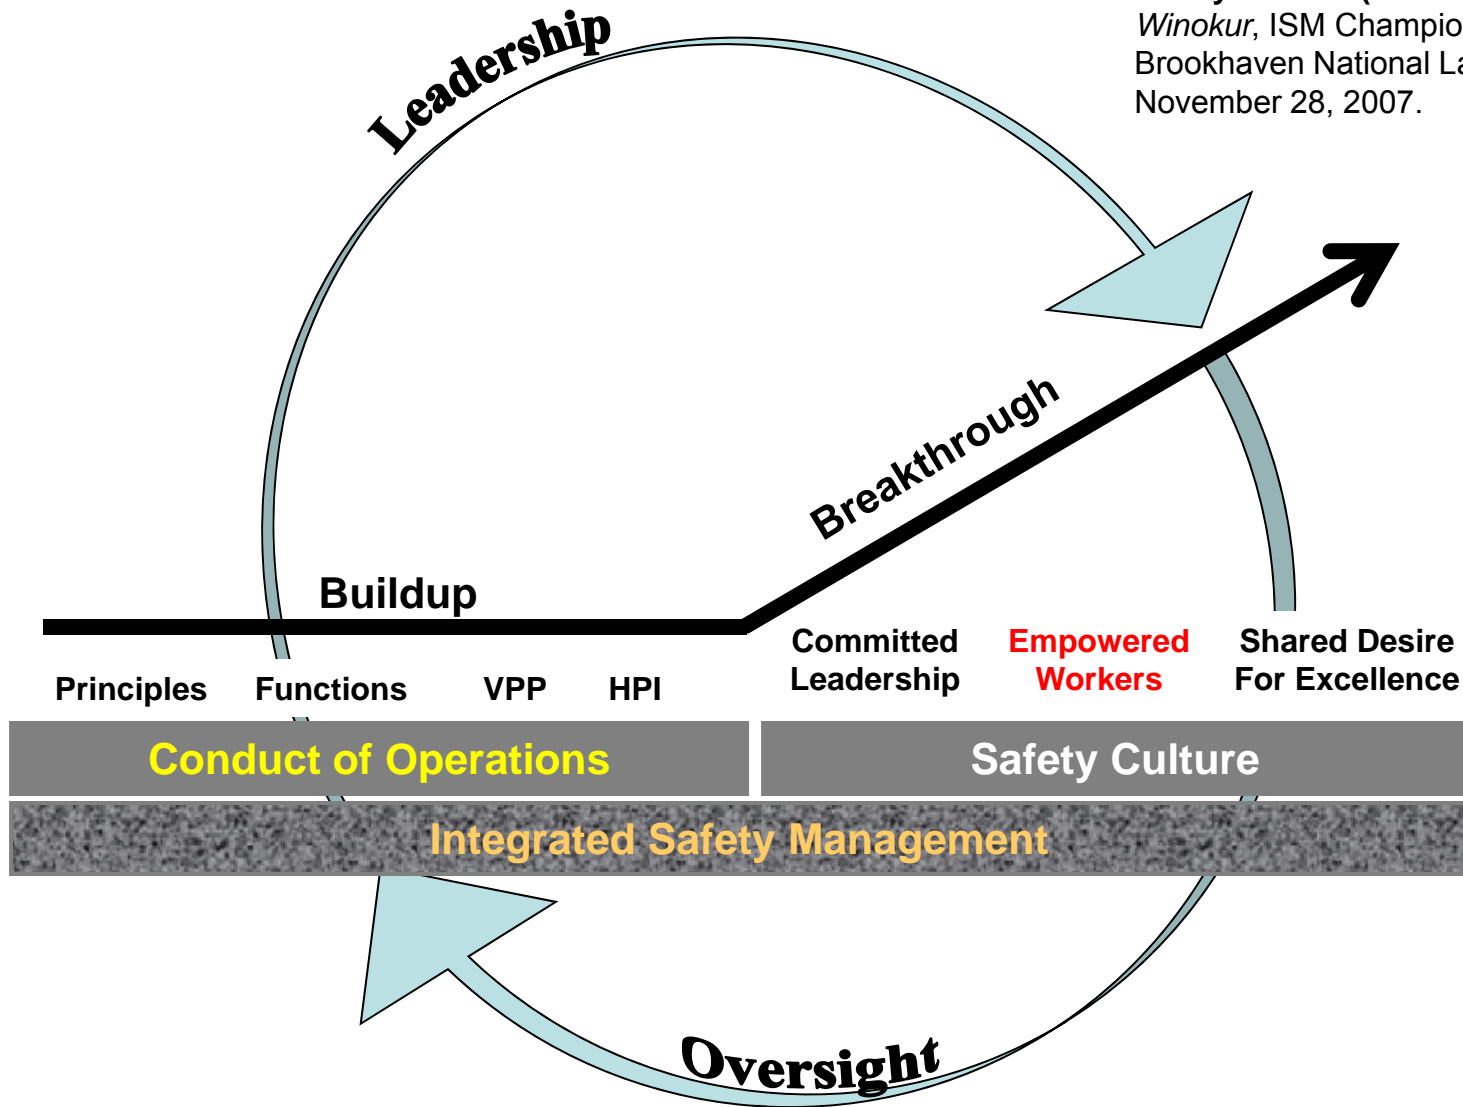 Winokur, ISM Champio
Brookhaven National La
November 28, 2007.
Leadership
Breakthrough
Buildup
Committed
Leadership
Empowered
Workers
Shared Desire
For Excellence
Principles
Functions
VPP
HPI
Conduct of Operations
Safety Culture
Integrated Safety Management
Oversight